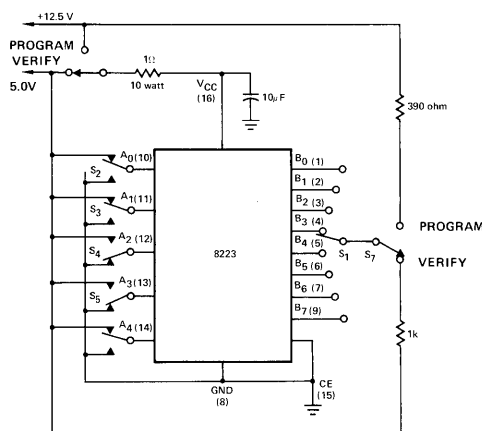 +12.5 V
PROGRAM
VERIFY
5.0V
1Ω
10 watt
VCC
(16)
10μF
390 ohm
A0(10)
S2
A1(11)
S3
A2 (12)
S4
A3(13)
S5
A4(14)
8223
B0 (1)
B1 (2)
B2 (3)
B3 (4)
B4 (5)
B5 (6)
B6 (7)
B7 (9)
S1
S7
PROGRAM
VERIFY
1k
GND
(8)
CE
(15)